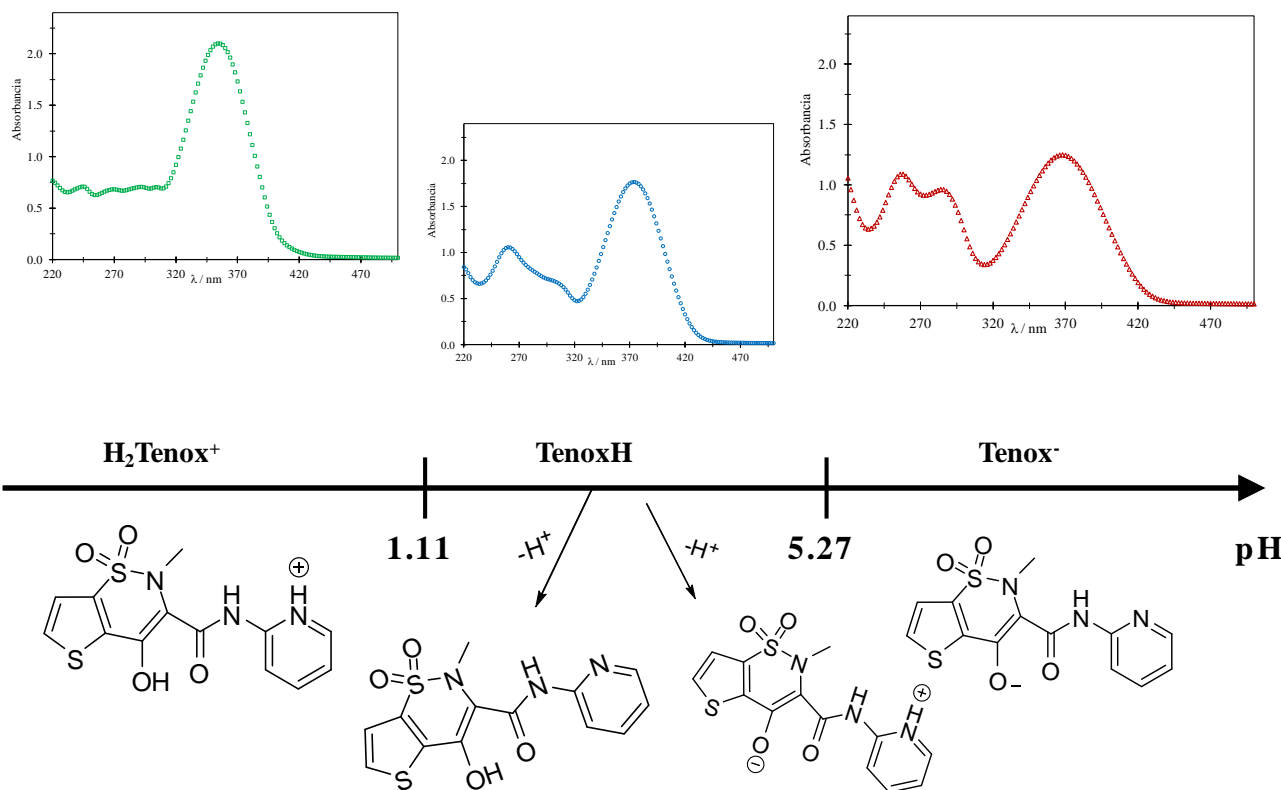 Absorbancia
2.0
1.5
1.0
0.5
0.0
220 270 320 370 420 470
λ / nm
Absorbancia
2.0
1.5
1.0
0.5
0.0
220 270 320 370 420 470
λ / nm
Absorbancia
2.0
1.5
1.0
0.5
0.0
220 270 320 370 420 470
λ / nm
H₂Tenox⁺ TenoxH Tenox⁻
1.11 -H⁺ -H⁺ 5.27 pH
O
O
S
N
H
N
H
N
+
S
OH
O
O
O
S
N
H
N
N
S
OH
O
O
O
S
N
H
N
H
N
+
S
O
−
O
O
O
S
N
H
N
N
S
O−
O